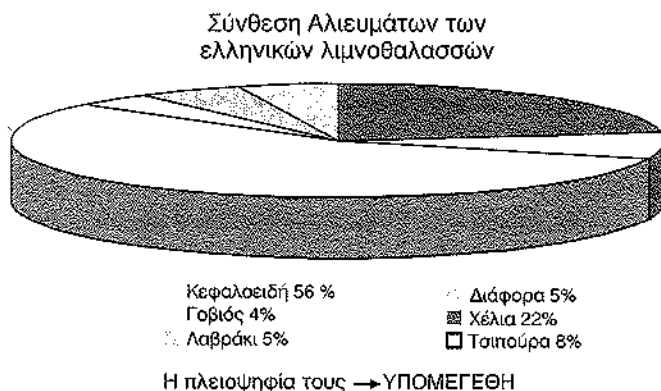 Σύνθεση Αλιευμάτων των
ελληνικών λιμνοθαλασσών
Κεφαλοειδή 56 %
Γοβιός 4%
Λαβράκι 5%
Διάφορα 5%
Χέλια 22%
Τσιπούρα 8%
Η πλειοψηφία τους → ΥΠΟΜΕΓΕΘΗ